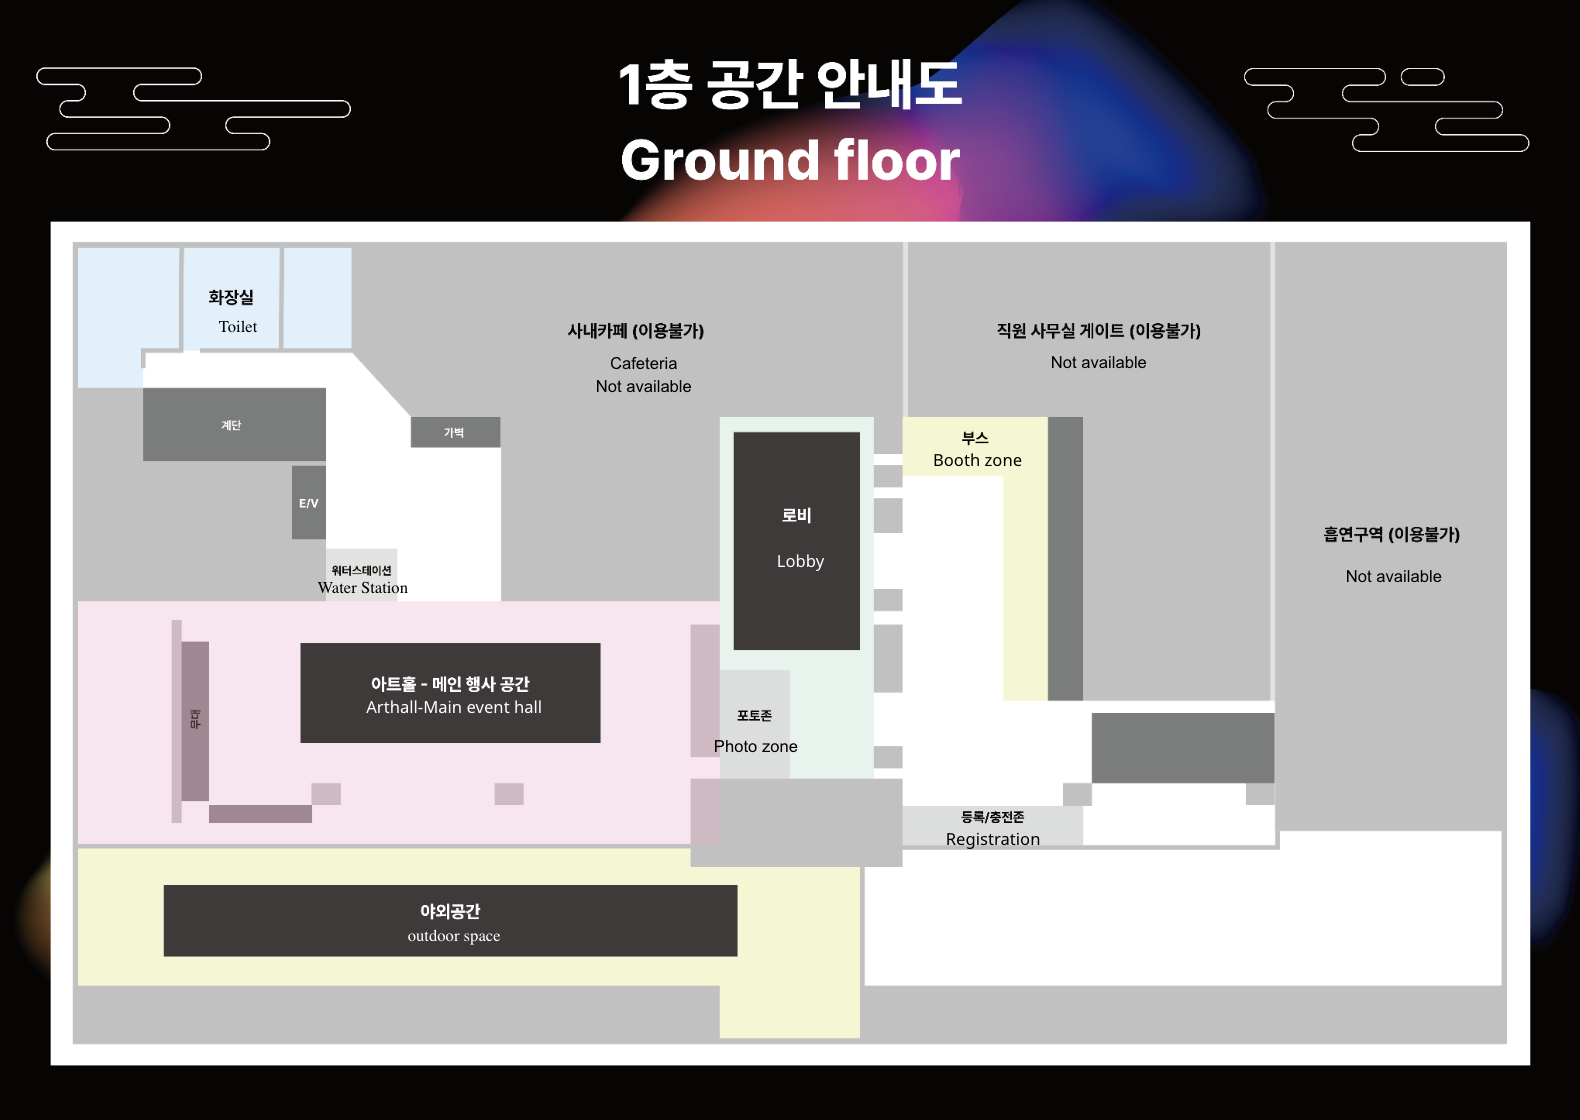 1층 공간 안내도
Ground floor
화장실
Toilet
사내카페 (이용불가)
Cafeteria
Not available
직원 사무실 게이트 (이용불가)
Not available
계단
가벽
부스
Booth zone
E/V
로비
Lobby
흡연구역 (이용불가)
Not available
워터스테이션
Water Station
아트홀 - 메인 행사 공간
Arthall-Main event hall
무대
포토존
Photo zone
등록/충전존
Registration
야외공간
outdoor space